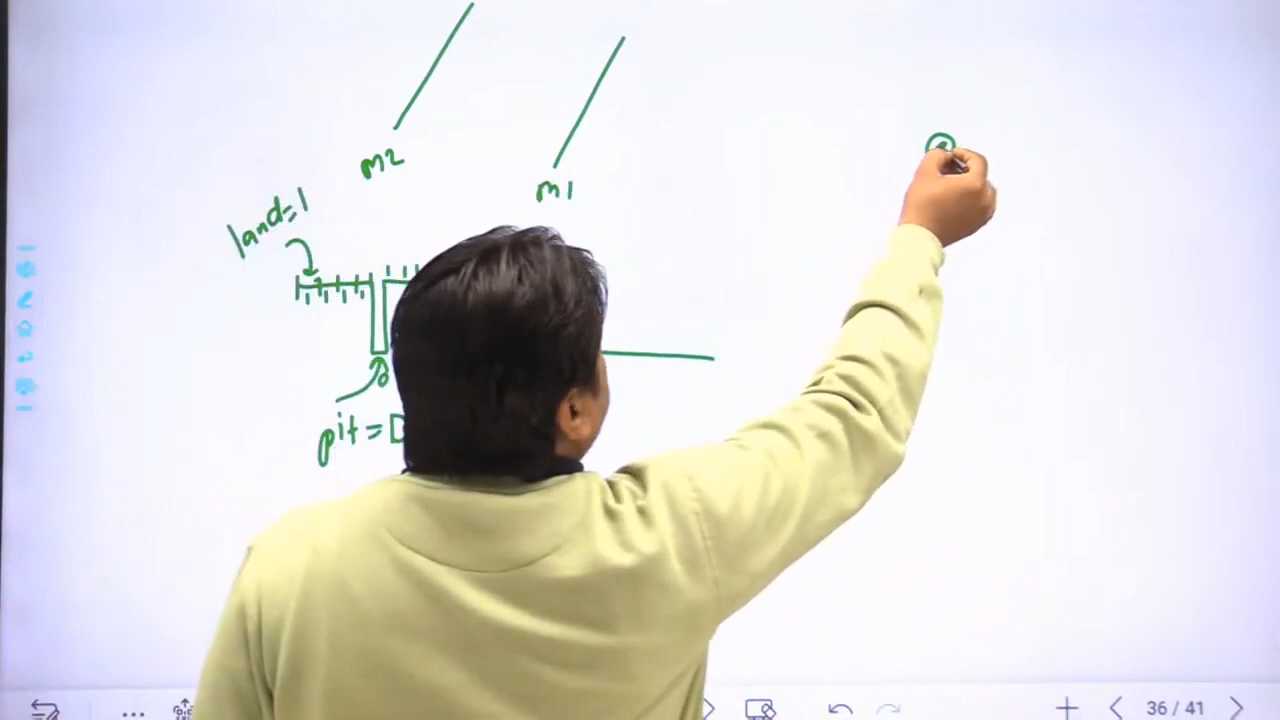 m2
m1
land=1
pit =
36 / 41